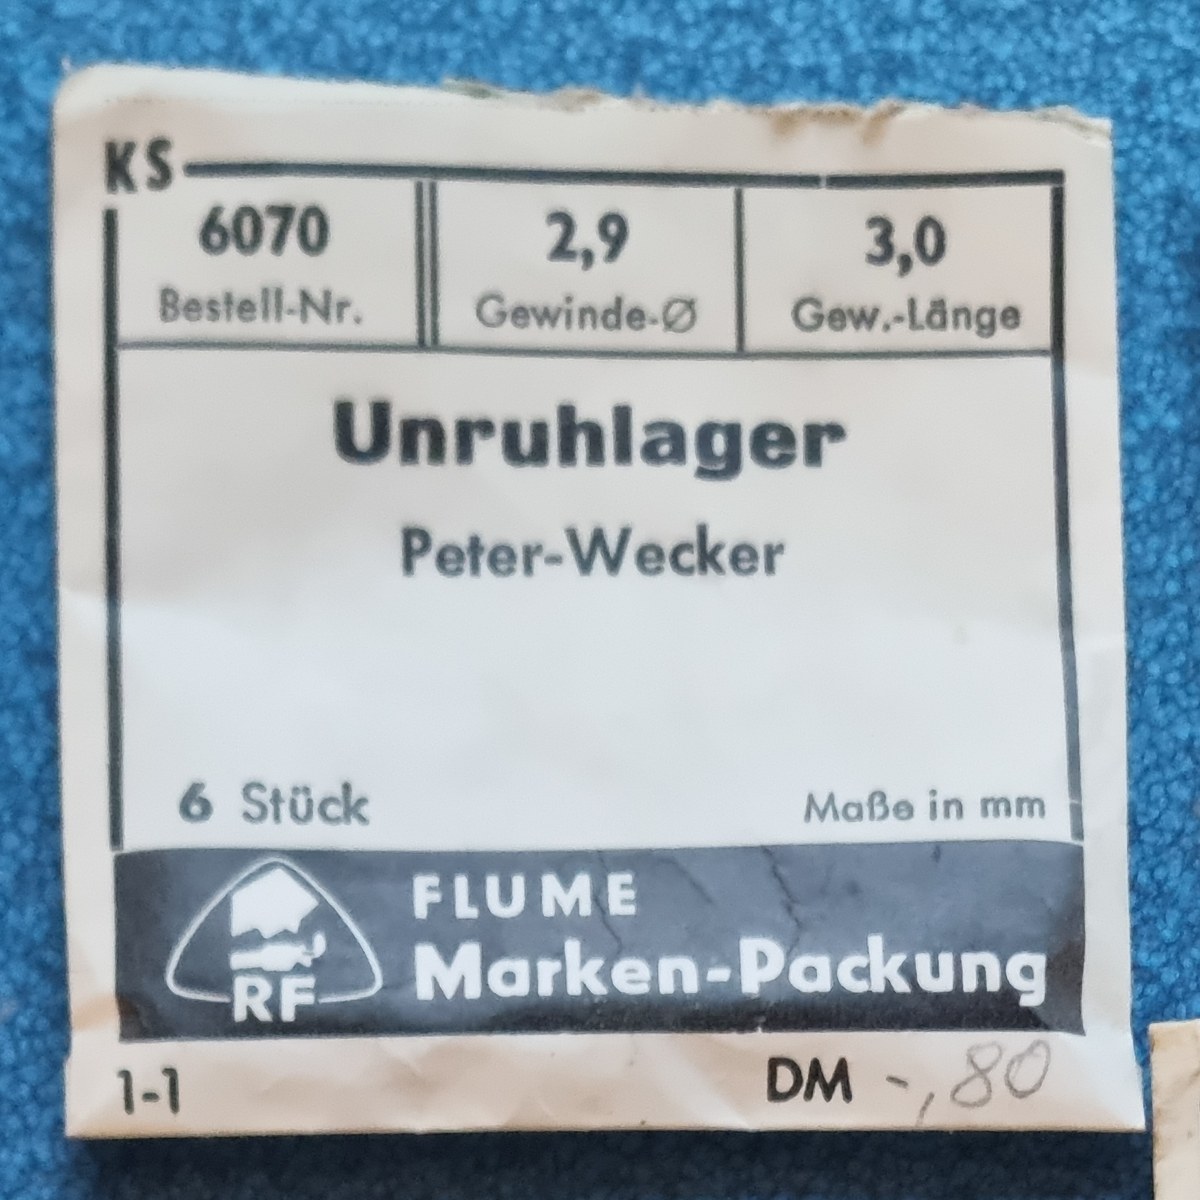 KS
6070 2,9 3,0
Bestell-Nr. Gewinde-Ø Gew.-Länge
Unruhlager
Peter-Wecker
6 Stück Maße in mm
FLUME
Marken-Packung
RF
1-1 DM -,80